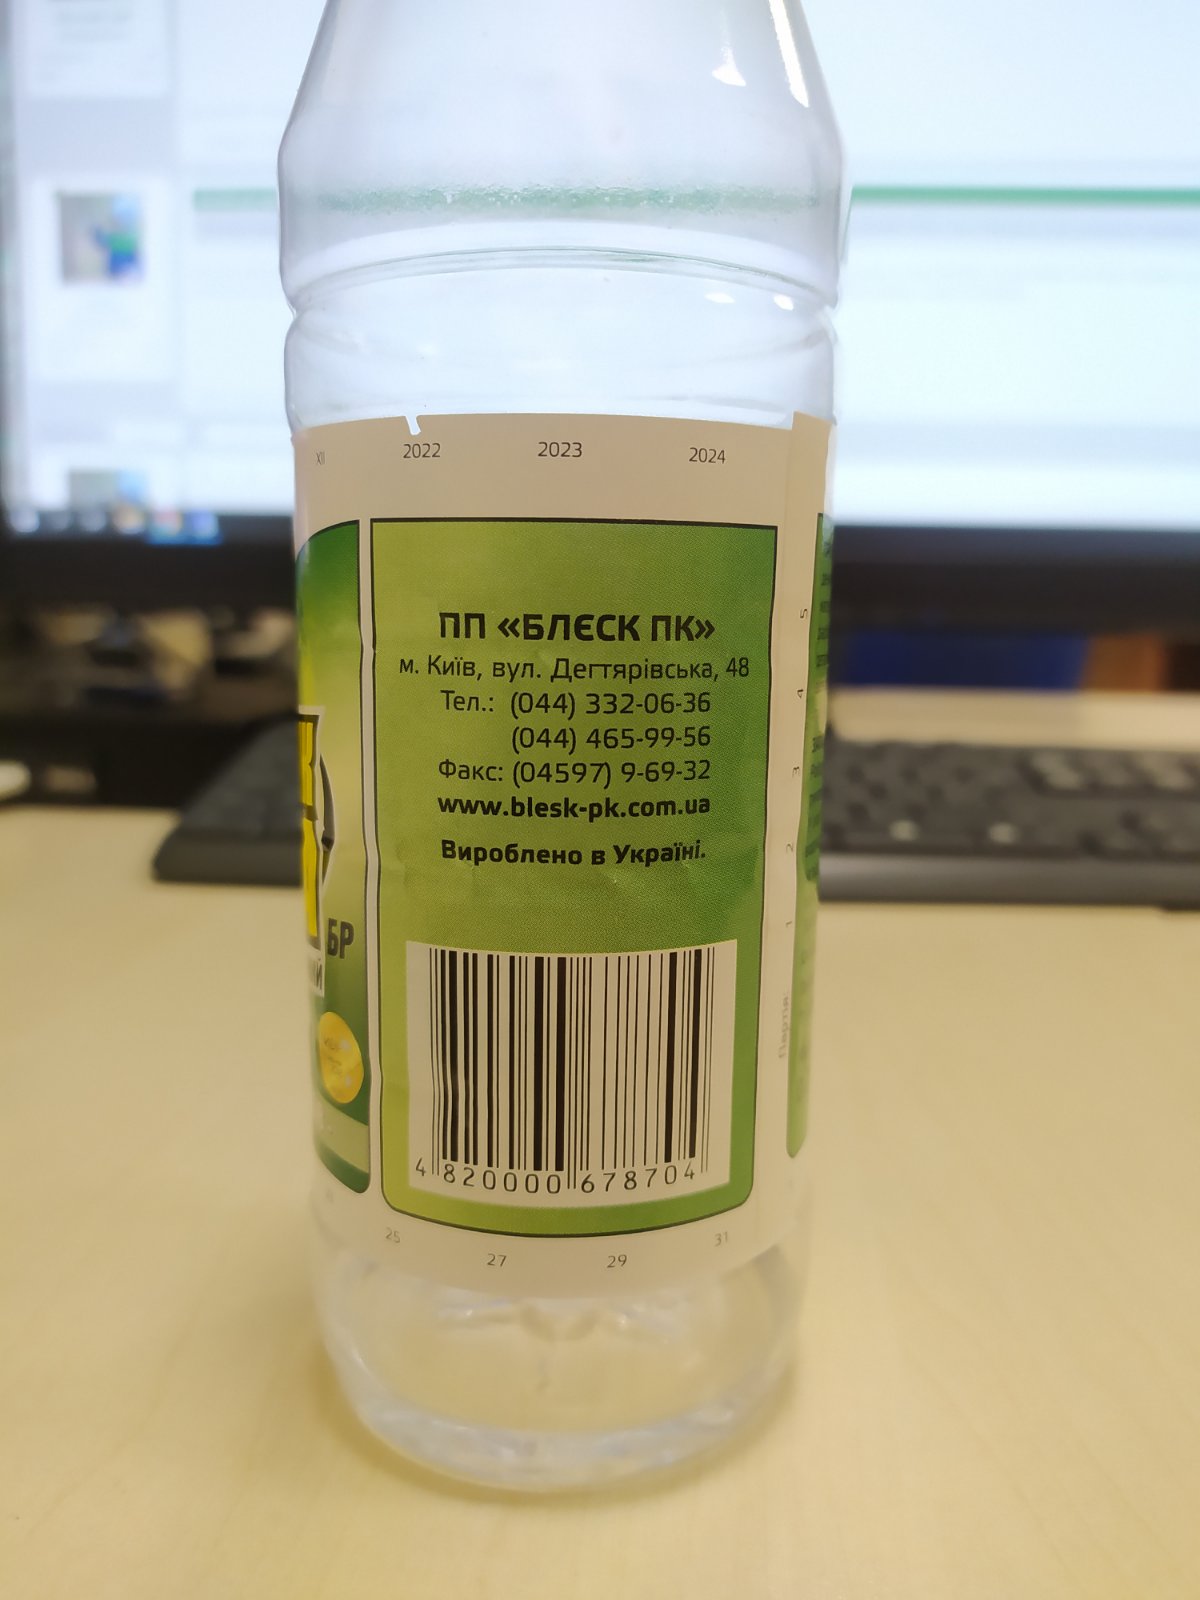 XII 2022 2023 2024
ПП «БЛЄСК ПК»
м. Київ, вул. Дегтярівська, 48
Тел.: (044) 332-06-36
(044) 465-99-56
Факс: (04597) 9-69-32
www.blesk-pk.com.ua
Вироблено в Україні.
БР
4 820000 678704
25 27 29 31
1 2 3 4 5
Партія: